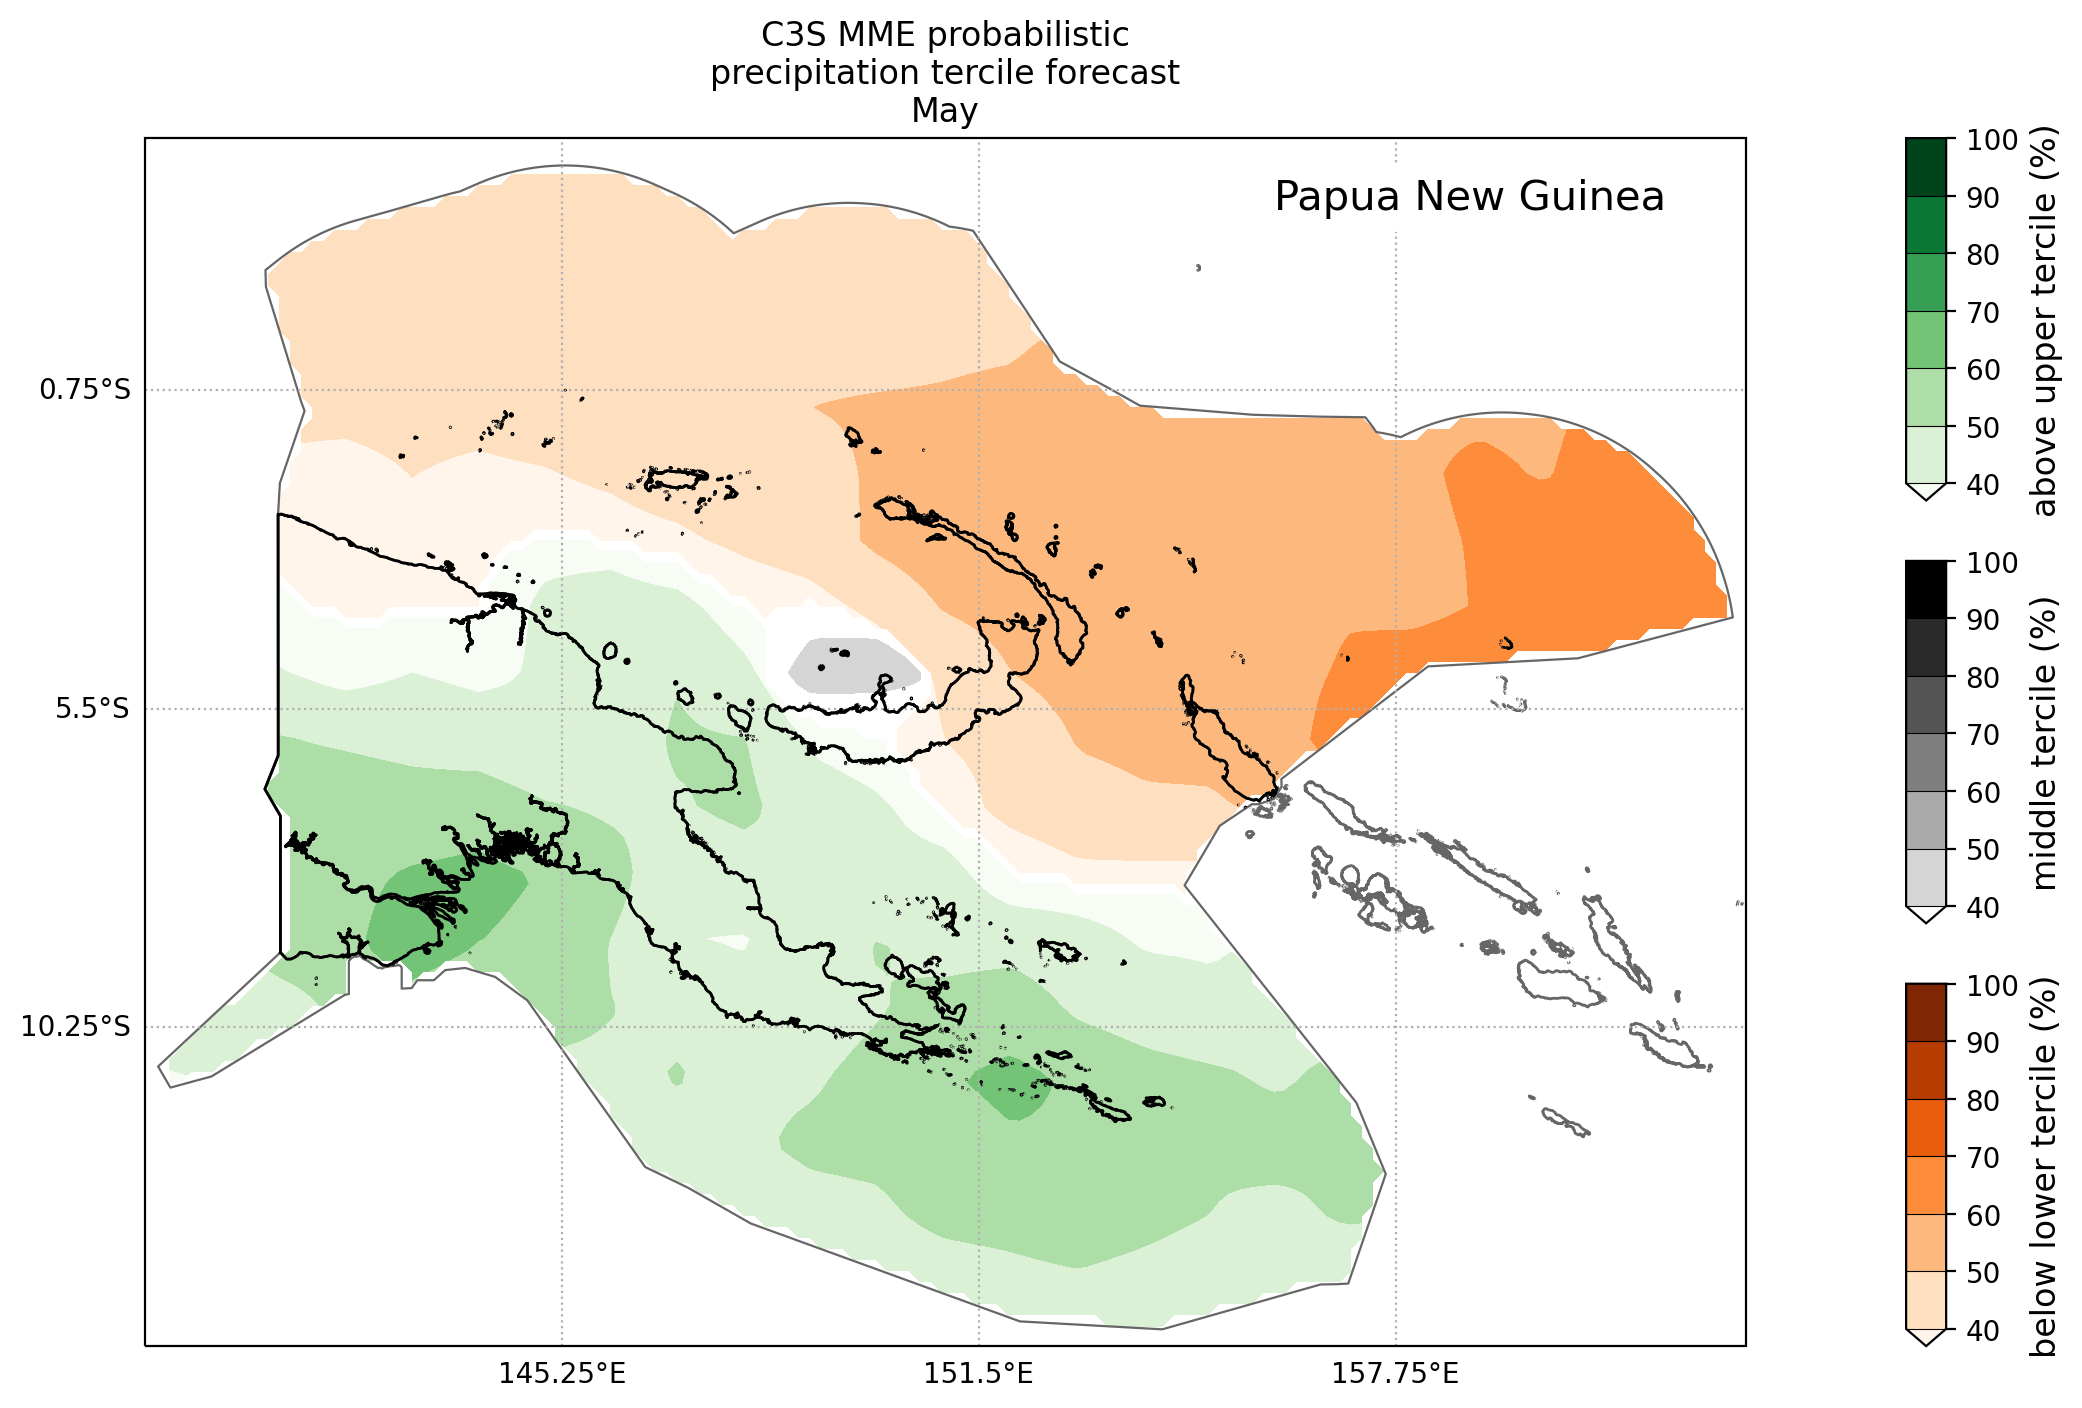 C3S MME probabilistic
precipitation tercile forecast
May
Papua New Guinea
0.75°S
5.5°S
10.25°S
145.25°E
151.5°E
157.75°E
100
90
80
70
60
50
40
above upper tercile (%)
100
90
80
70
60
50
40
middle tercile (%)
100
90
80
70
60
50
40
below lower tercile (%)